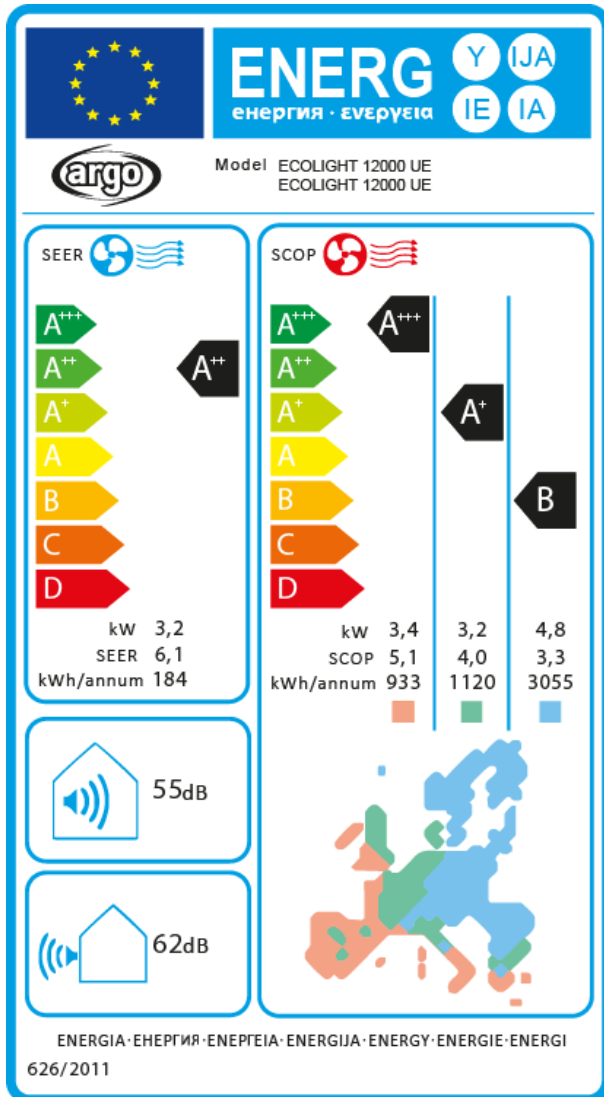 ENERG
енергия · ενεργεια
Y IJA
IE IA
argo
Model ECOLIGHT 12000 UE
ECOLIGHT 12000 UE
SEER
A+++
A++
A+
A
B
C
D
A++
kW 3,2
SEER 6,1
kWh/annum 184
SCOP
A+++
A++
A+
A
B
C
D
A+++
A+
B
kW 3,4 3,2 4,8
SCOP 5,1 4,0 3,3
kWh/annum 933 1120 3055
55dB
62dB
ENERGIA·ЕНЕРГИЯ·ΕΝΕΡΓΕΙΑ·ENERGIJA·ENERGY·ENERGIE·ENERGI
626/2011